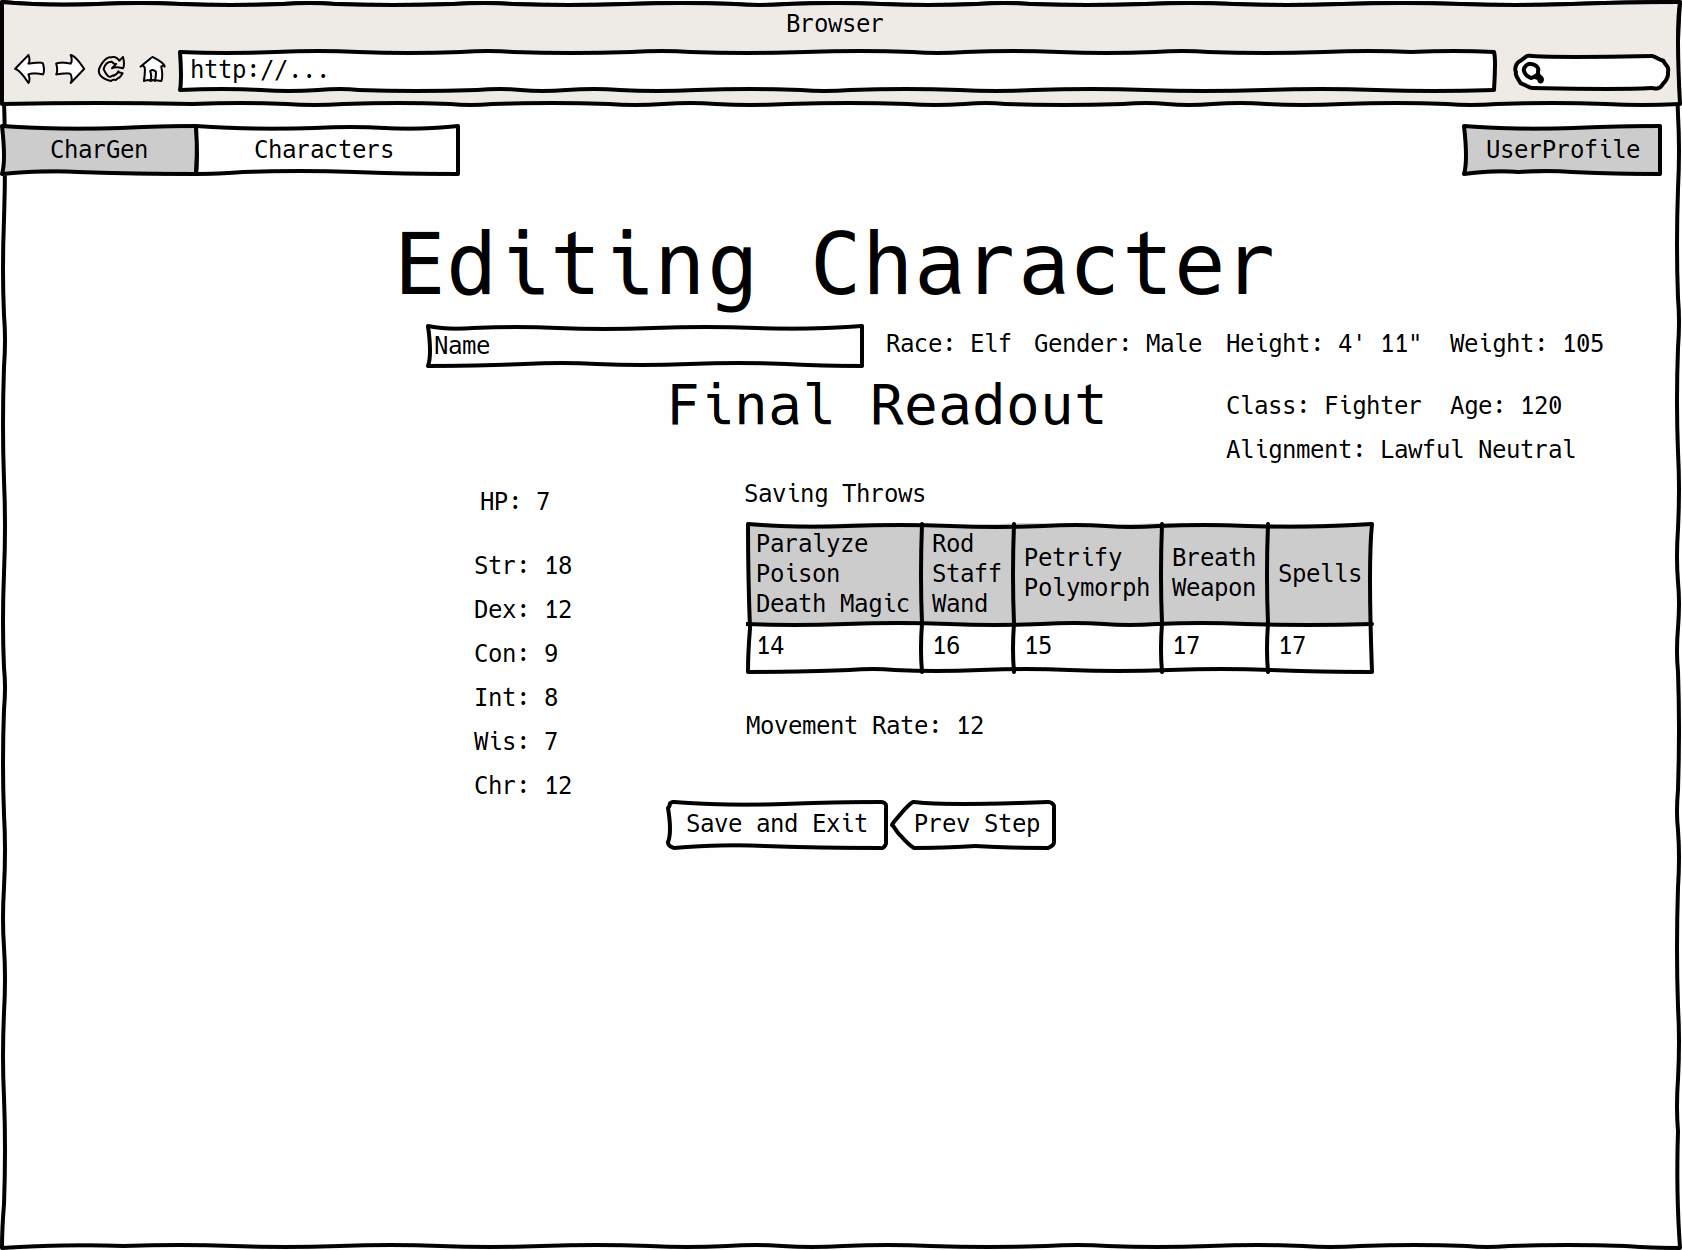 Browser
http://...
CharGen Characters UserProfile
Editing Character
Name Race: Elf Gender: Male Height: 4' 11" Weight: 105
Final Readout
Class: Fighter Age: 120
Alignment: Lawful Neutral
HP: 7
Str: 18
Dex: 12
Con: 9
Int: 8
Wis: 7
Chr: 12
Saving Throws
Paralyze
Poison
Death Magic
Rod
Staff
Wand
Petrify
Polymorph
Breath
Weapon
Spells
14 16 15 17 17
Movement Rate: 12
Save and Exit Prev Step